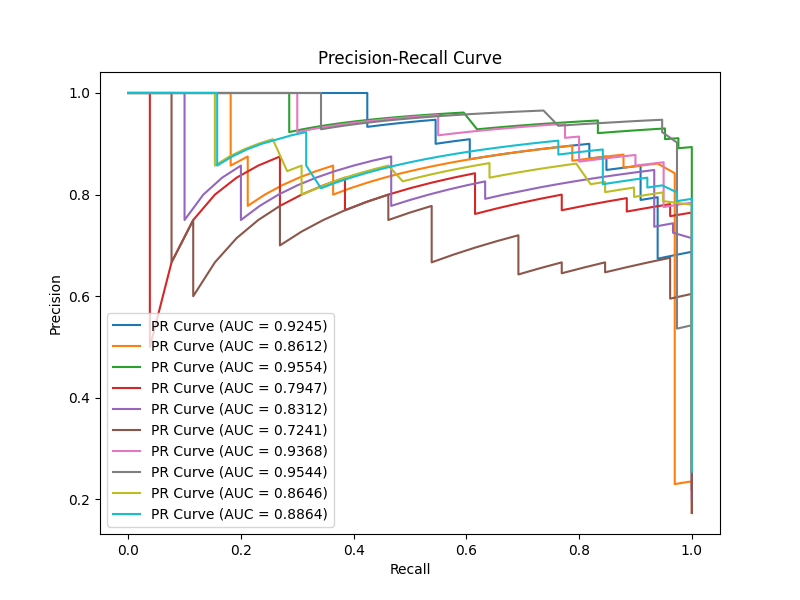 Precision-Recall Curve
1.0
0.8
0.6
0.4
0.2
Precision
PR Curve (AUC = 0.9245)
PR Curve (AUC = 0.8612)
PR Curve (AUC = 0.9554)
PR Curve (AUC = 0.7947)
PR Curve (AUC = 0.8312)
PR Curve (AUC = 0.7241)
PR Curve (AUC = 0.9368)
PR Curve (AUC = 0.9544)
PR Curve (AUC = 0.8646)
PR Curve (AUC = 0.8864)
0.0 0.2 0.4 0.6 0.8 1.0
Recall